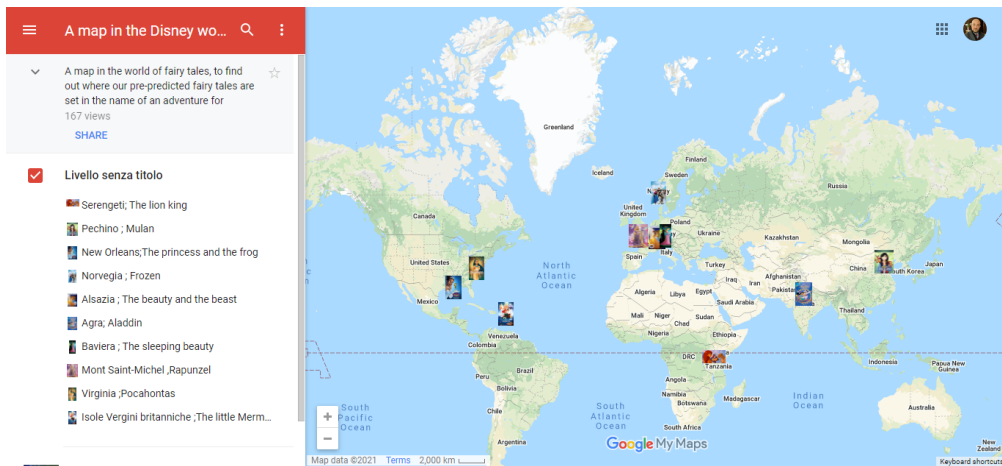 A map in the Disney wo...
A map in the world of fairy tales, to find
out where our pre-predicted fairy tales are
set in the name of an adventure for
167 views
SHARE
Livello senza titolo
Serengeti; The lion king
Pechino ; Mulan
New Orleans;The princess and the frog
Norvegia ; Frozen
Alsazia ; The beauty and the beast
Agra; Aladdin
Baviera ; The sleeping beauty
Mont Saint-Michel ,Rapunzel
Virginia ;Pocahontas
Isole Vergini britanniche ;The little Merm...
Greenland
Iceland
Finland
Sweden
Russia
Canada
United
Kingdom
Poland
Ukraine
Kazakhstan
Mongolia
United States
North
Atlantic
Ocean
Spain
Italy
Turkey
China
South Korea
Japan
Afghanistan
Iraq
Iran
Pakistan
Mexico
Algeria
Libya
Egypt
Saudi Arabia
Thailand
Mali
Niger
Chad
Sudan
Nigeria
Ethiopia
Venezuela
Colombia
DRC
Tanzania
Indonesia
Papua New
Guinea
Peru
Brazil
Bolivia
Angola
Namibia
Botswana
Madagascar
Indian
Ocean
Australia
Chile
South
Pacific
Ocean
South
Atlantic
Ocean
South Africa
Argentina
New
Zealand
Google My Maps
Map data ©2021 Terms 2,000 km
Keyboard shortcuts